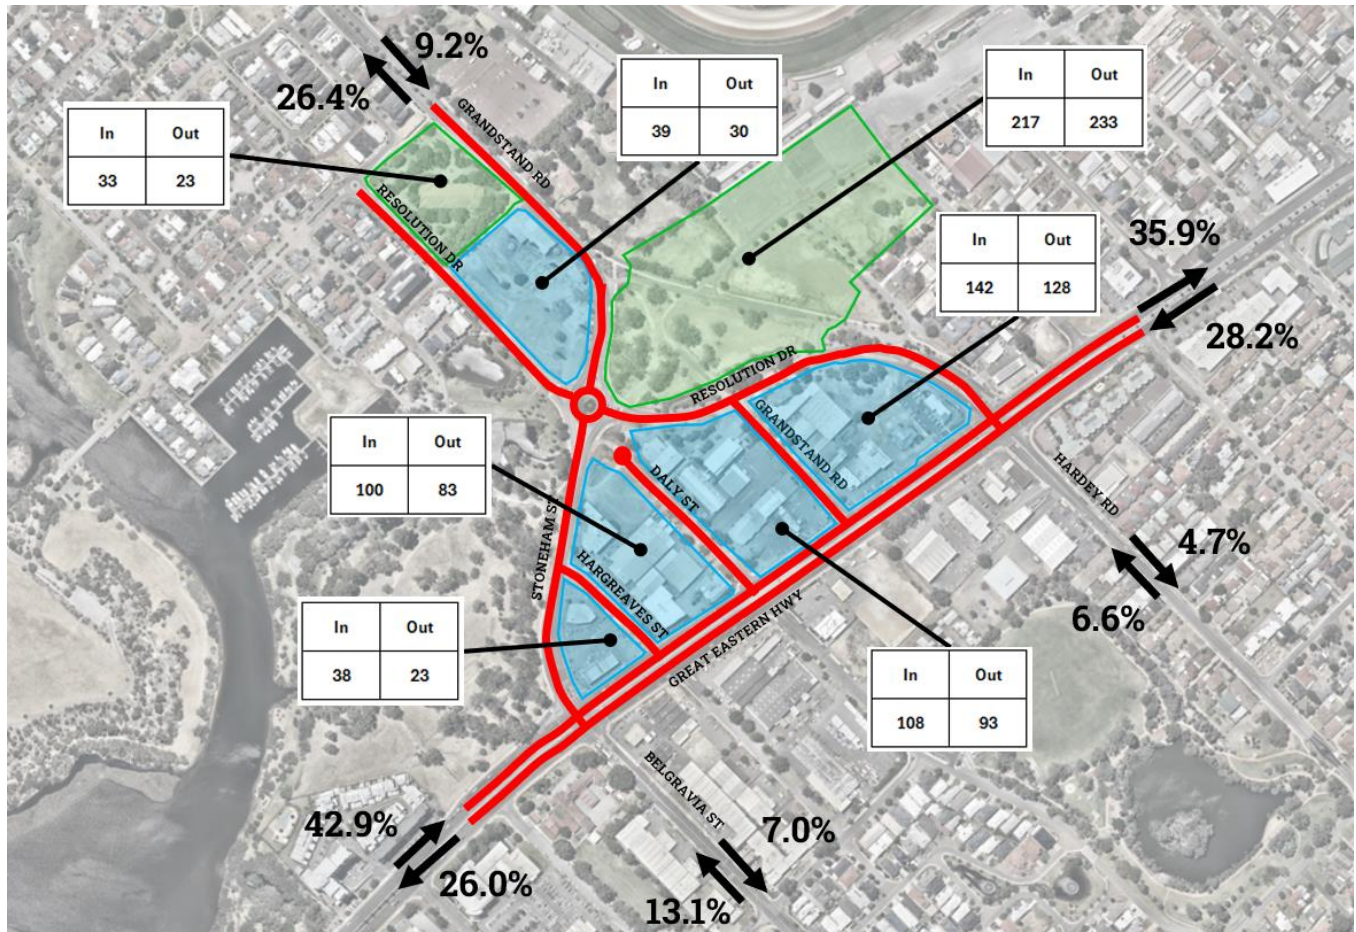 9.2%
26.4%
GRANDSTAND RD
In Out
33 23
In Out
39 30
In Out
217 233
RESOLUTION DR
In Out
142 128
35.9%
28.2%
RESOLUTION DR
GRANDSTAND RD
In Out
100 83
DALY ST
HARDEY RD
STONEHAM ST
HARGREAVES ST
4.7%
6.6%
In Out
38 23
GREAT EASTERN HWY
In Out
108 93
BELGRAVIA ST
42.9%
26.0%
7.0%
13.1%